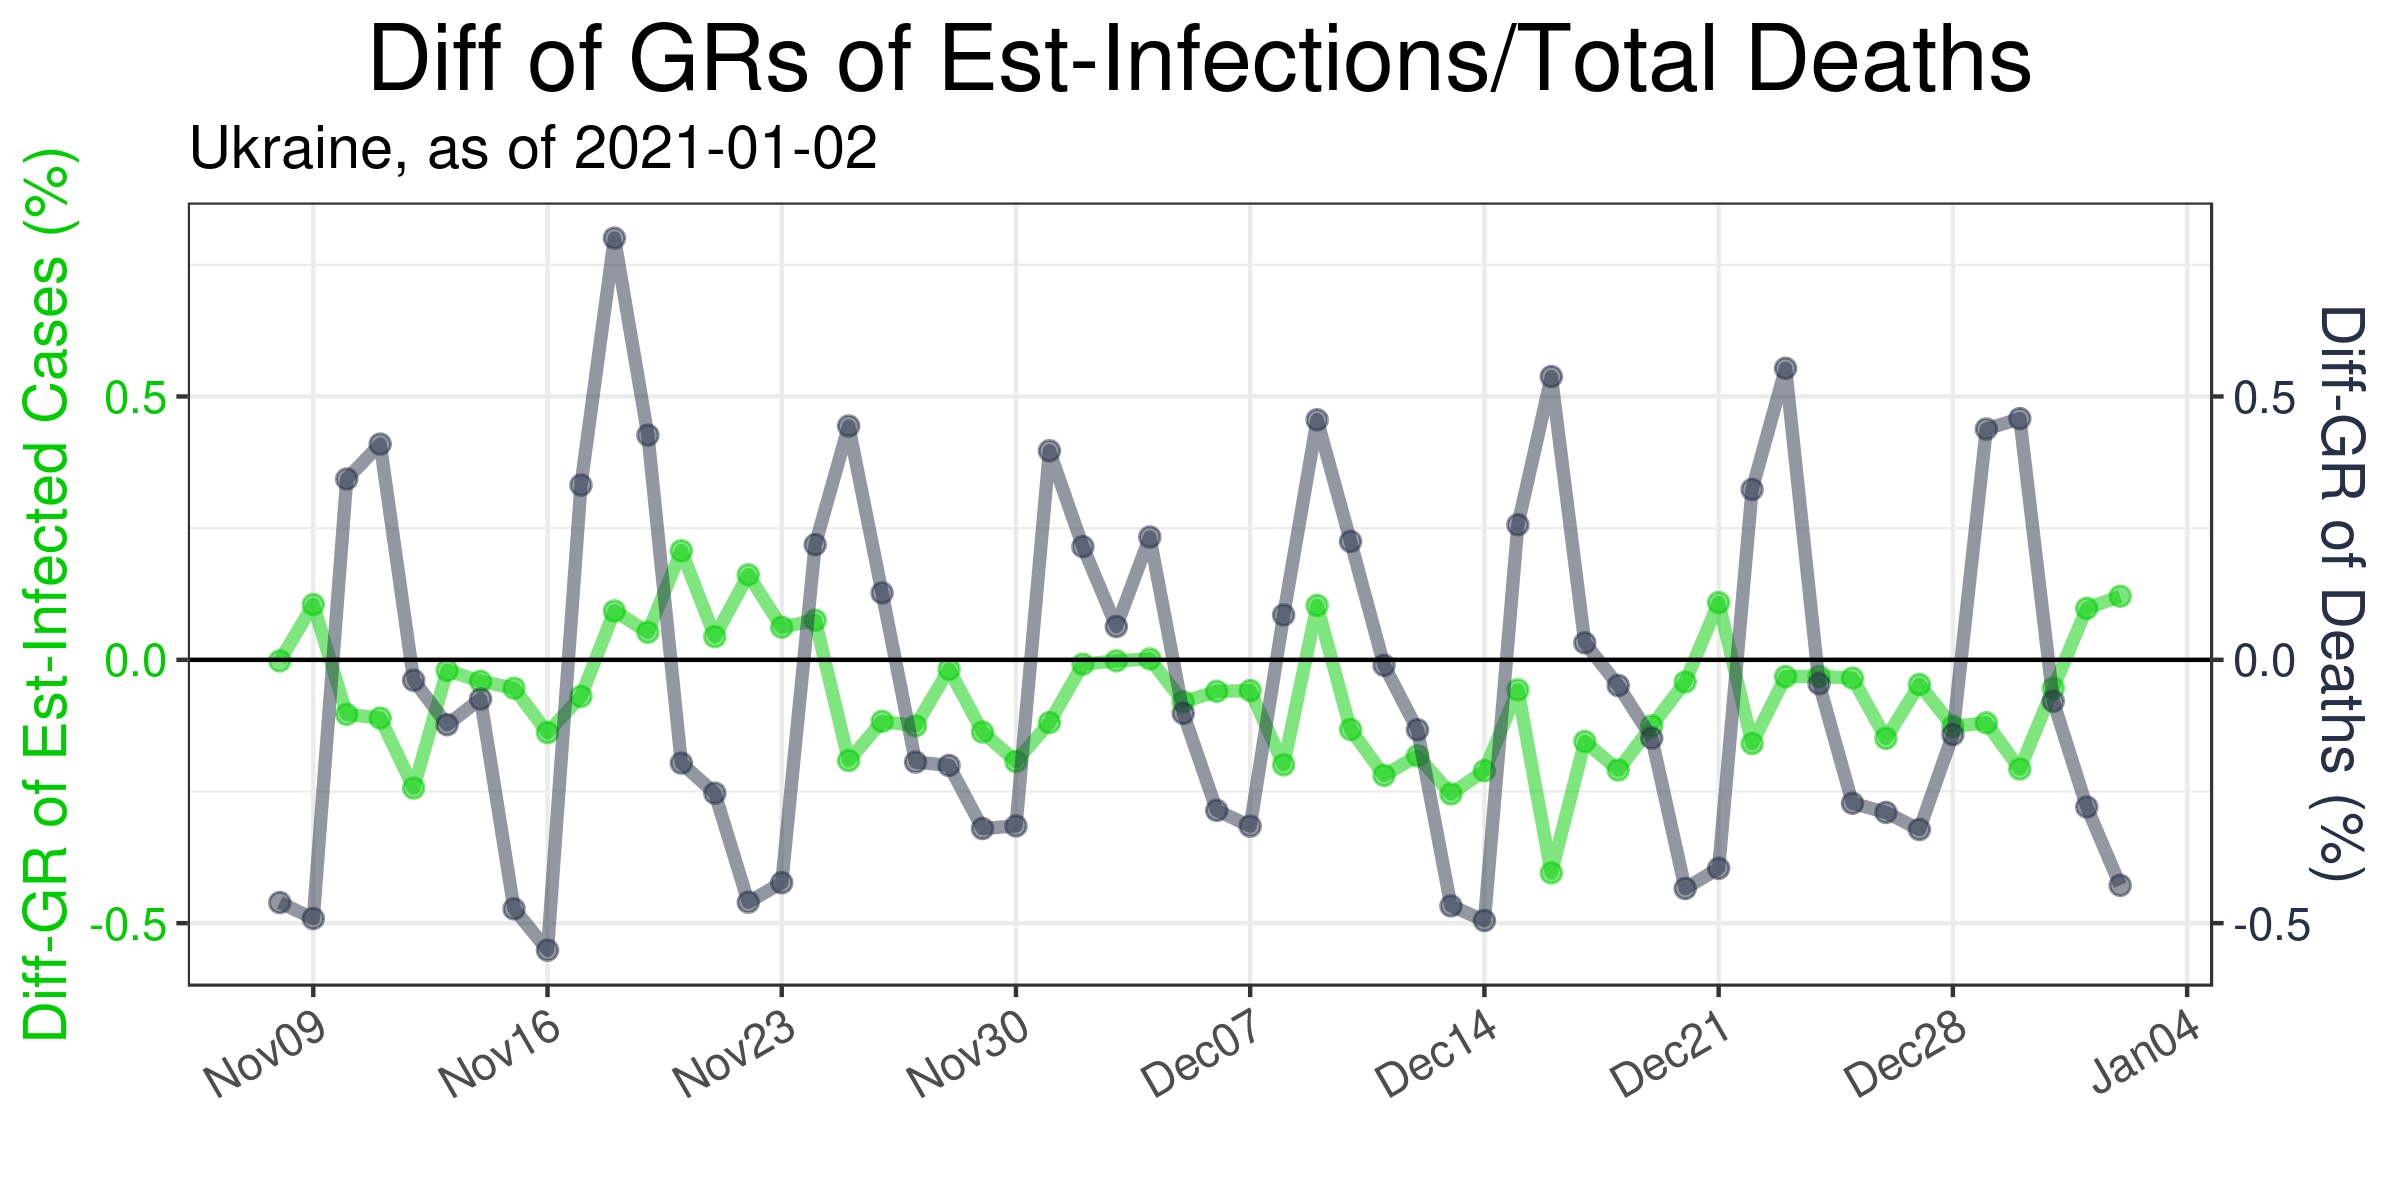 Diff of GRs of Est-Infections/Total Deaths
Ukraine, as of 2021-01-02
Diff-GR of Est-Infected Cases (%)
0.5
0.0
-0.5
0.5
0.0
-0.5
Diff-GR of Deaths (%)
Nov09
Nov16
Nov23
Nov30
Dec07
Dec14
Dec21
Dec28
Jan04